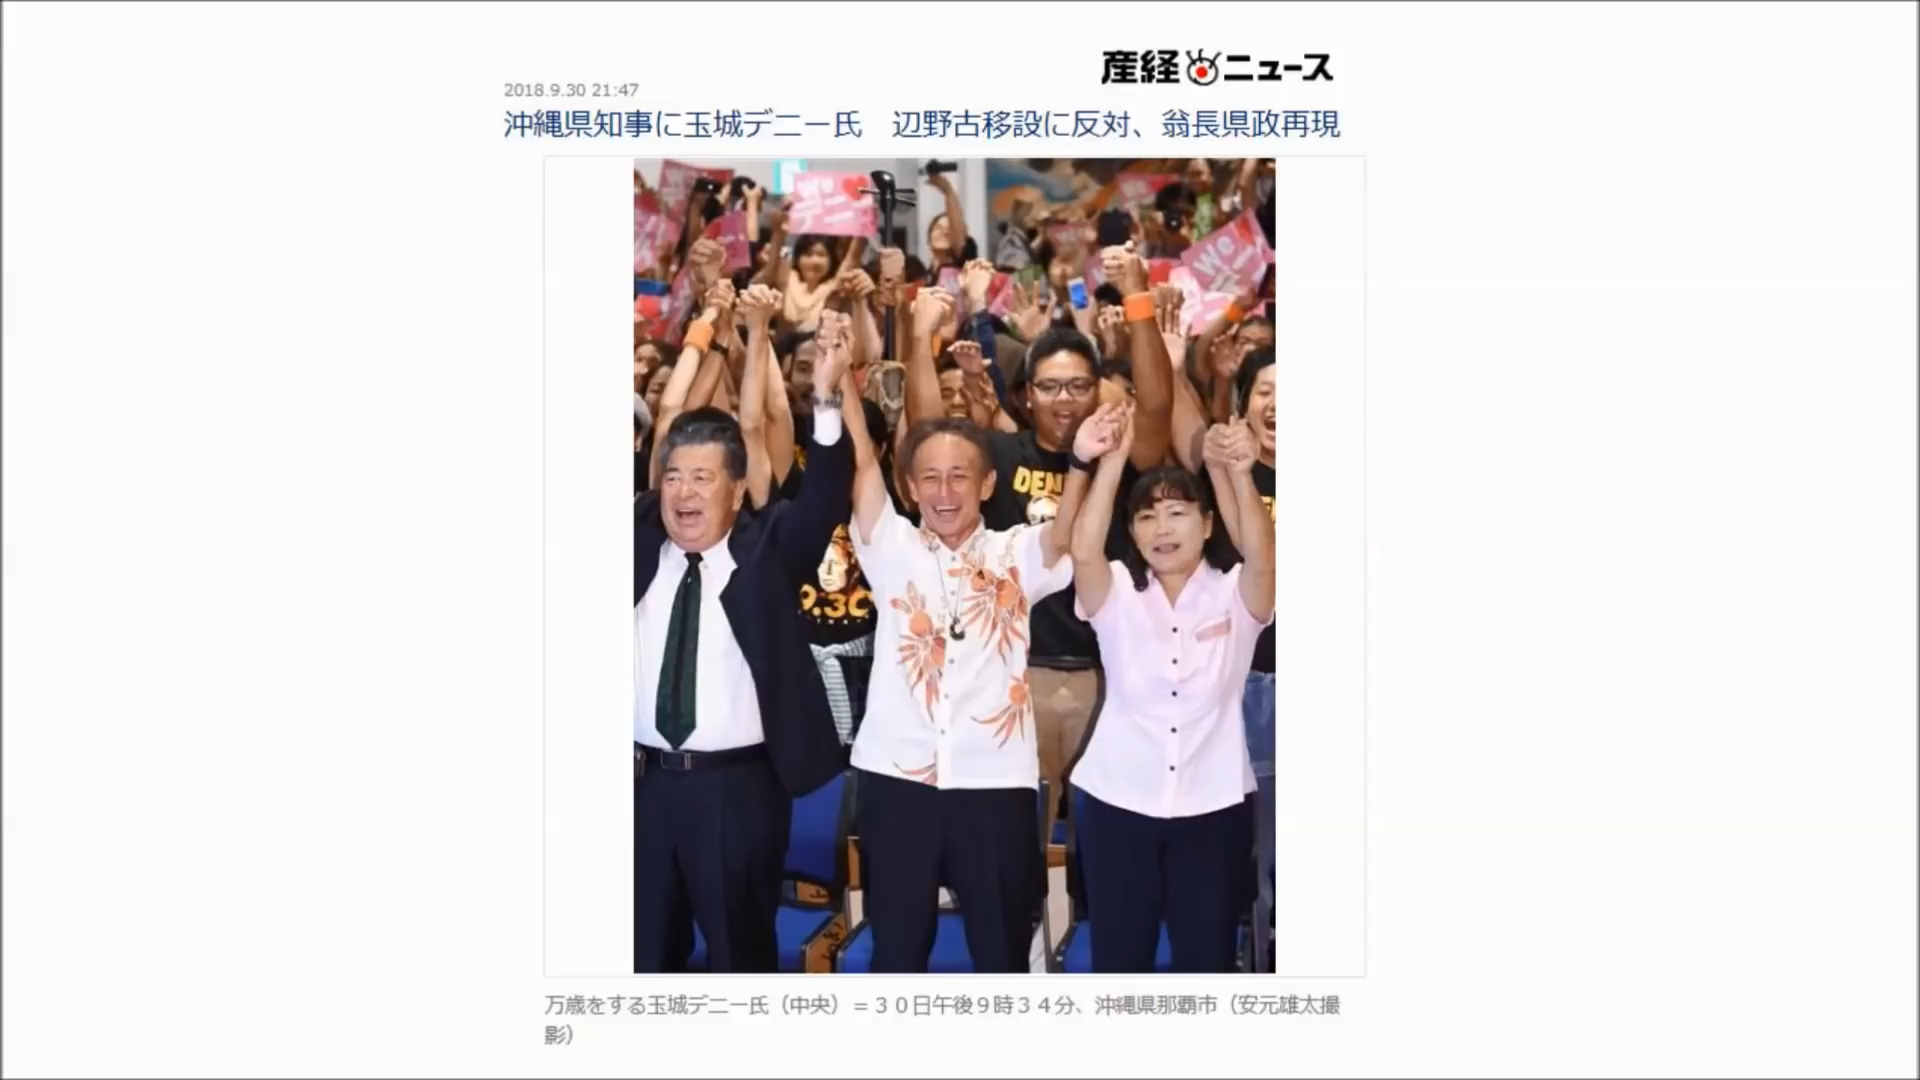 産経ニュース
2018.9.30 21:47
沖縄県知事に玉城デニー氏　辺野古移設に反対、翁長県政再現
We
デニー
We
DEN
9.30
万歳をする玉城デニー氏（中央）＝３０日午後９時３４分、沖縄県那覇市（安元雄太撮
影）